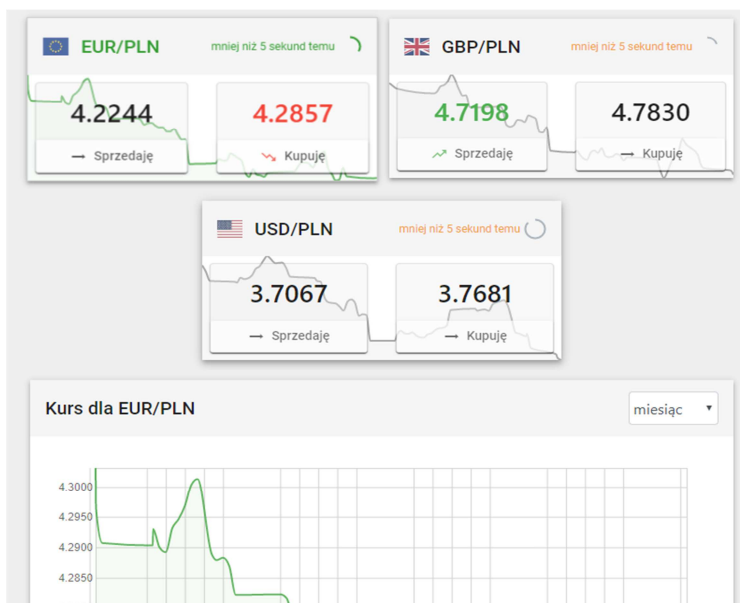 EUR/PLN mniej niż 5 sekund temu
4.2244 4.2857
Sprzedaję Kupuję
GBP/PLN mniej niż 5 sekund temu
4.7198 4.7830
Sprzedaję Kupuję
USD/PLN mniej niż 5 sekund temu
3.7067 3.7681
Sprzedaję Kupuję
Kurs dla EUR/PLN miesiąc
4.3000
4.2950
4.2900
4.2850